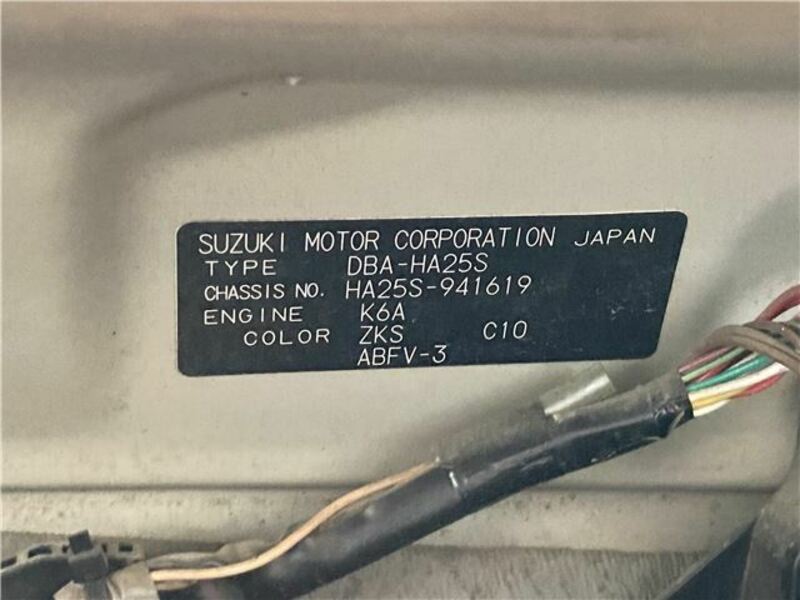 SUZUKI MOTOR CORPORATION JAPAN
TYPE DBA-HA25S
CHASSIS NO. HA25S-941619
ENGINE K6A
COLOR ZKS C10
ABFV-3